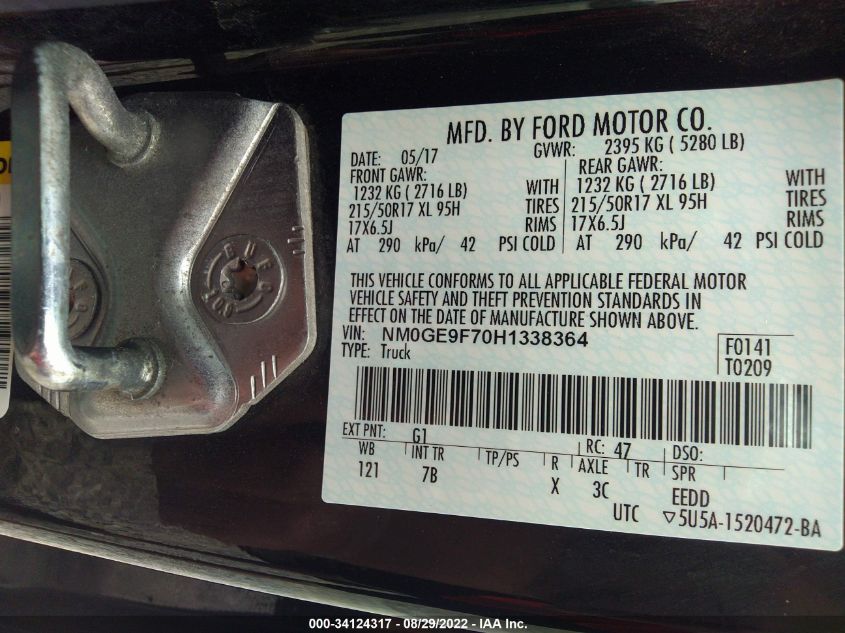 MFD. BY FORD MOTOR CO.
DATE: 05/17 GVWR: 2395 KG ( 5280 LB)
FRONT GAWR: REAR GAWR:
1232 KG ( 2716 LB) WITH 1232 KG ( 2716 LB) WITH
215/50R17 XL 95H TIRES 215/50R17 XL 95H TIRES
17X6.5J RIMS 17X6.5J RIMS
AT 290 kPa/ 42 PSI COLD AT 290 kPa/ 42 PSI COLD
THIS VEHICLE CONFORMS TO ALL APPLICABLE FEDERAL MOTOR
VEHICLE SAFETY AND THEFT PREVENTION STANDARDS IN
EFFECT ON THE DATE OF MANUFACTURE SHOWN ABOVE.
VIN: NM0GE9F70H1338364 F0141
TYPE: Truck T0209
EXT PNT: G1 RC: 47 DSO:
WB INT TR TP/PS R AXLE TR SPR
121 7B X 3C EEDD
UTC ▽5U5A-1520472-BA
000-34124317 - 08/29/2022 - IAA Inc.